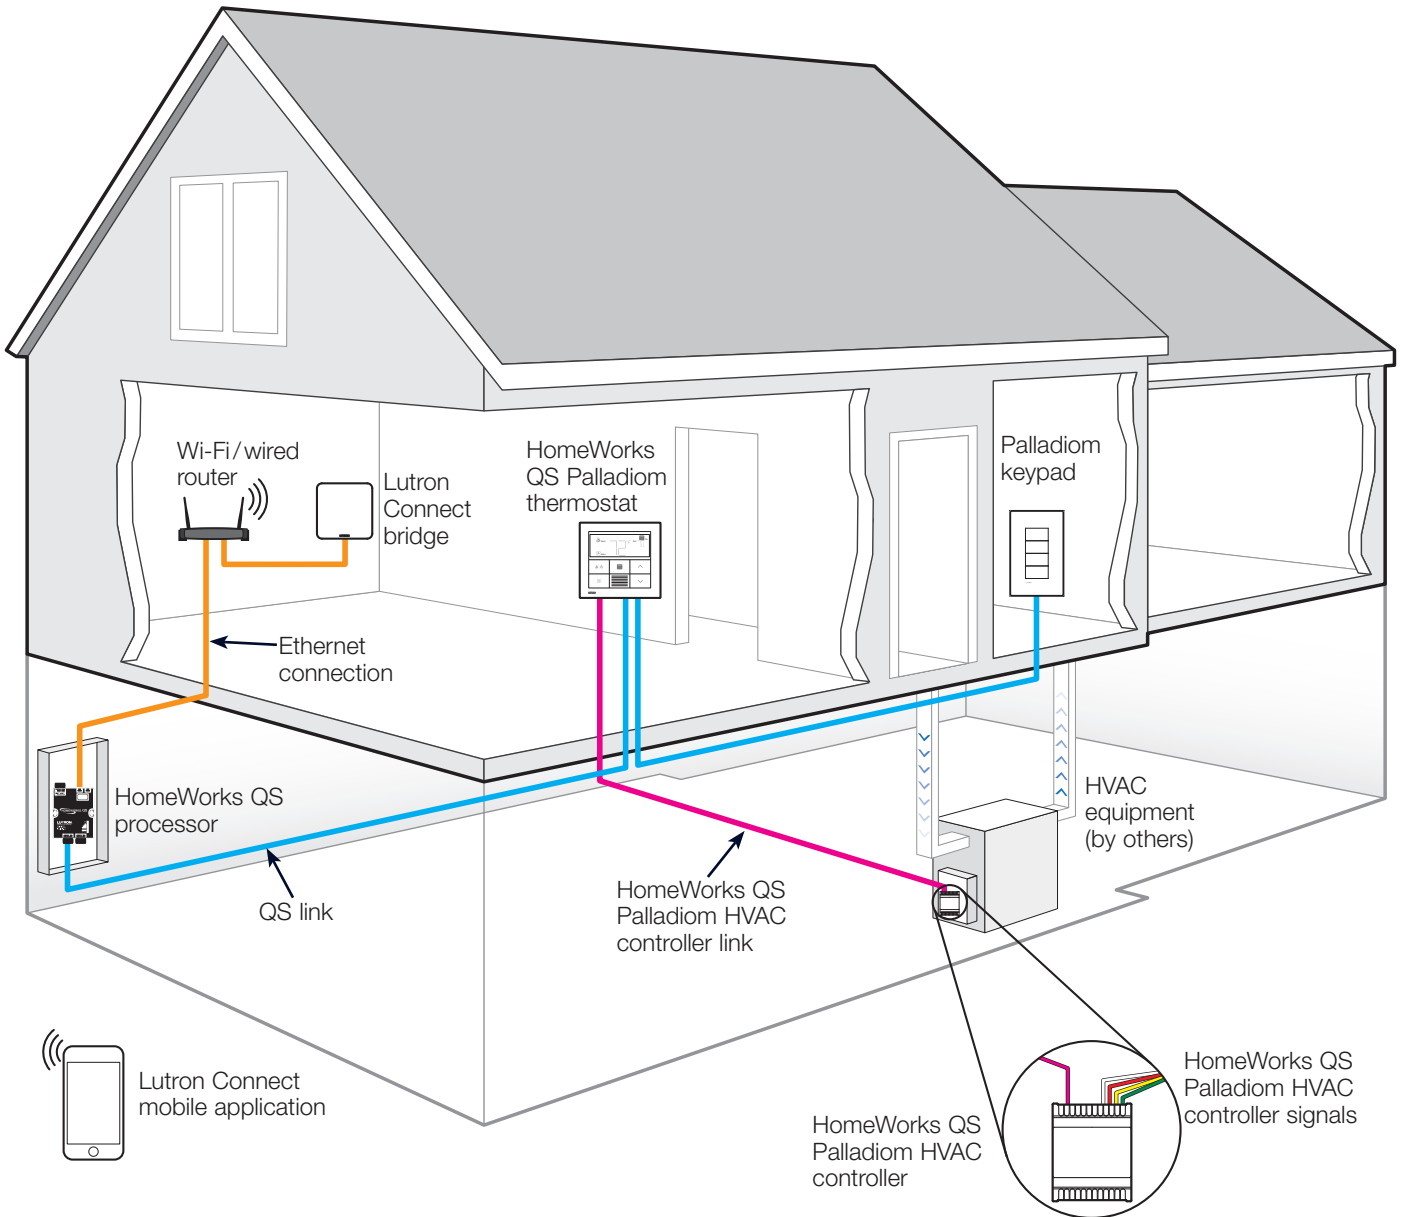 Wi-Fi/wired
router
Lutron
Connect
bridge
HomeWorks
QS Palladiom
thermostat
Palladiom
keypad
Ethernet
connection
HomeWorks QS
processor
LUTRON
QS link
HomeWorks QS
Palladiom HVAC
controller link
HVAC
equipment
(by others)
Lutron Connect
mobile application
HomeWorks QS
Palladiom HVAC
controller
HomeWorks QS
Palladiom HVAC
controller signals